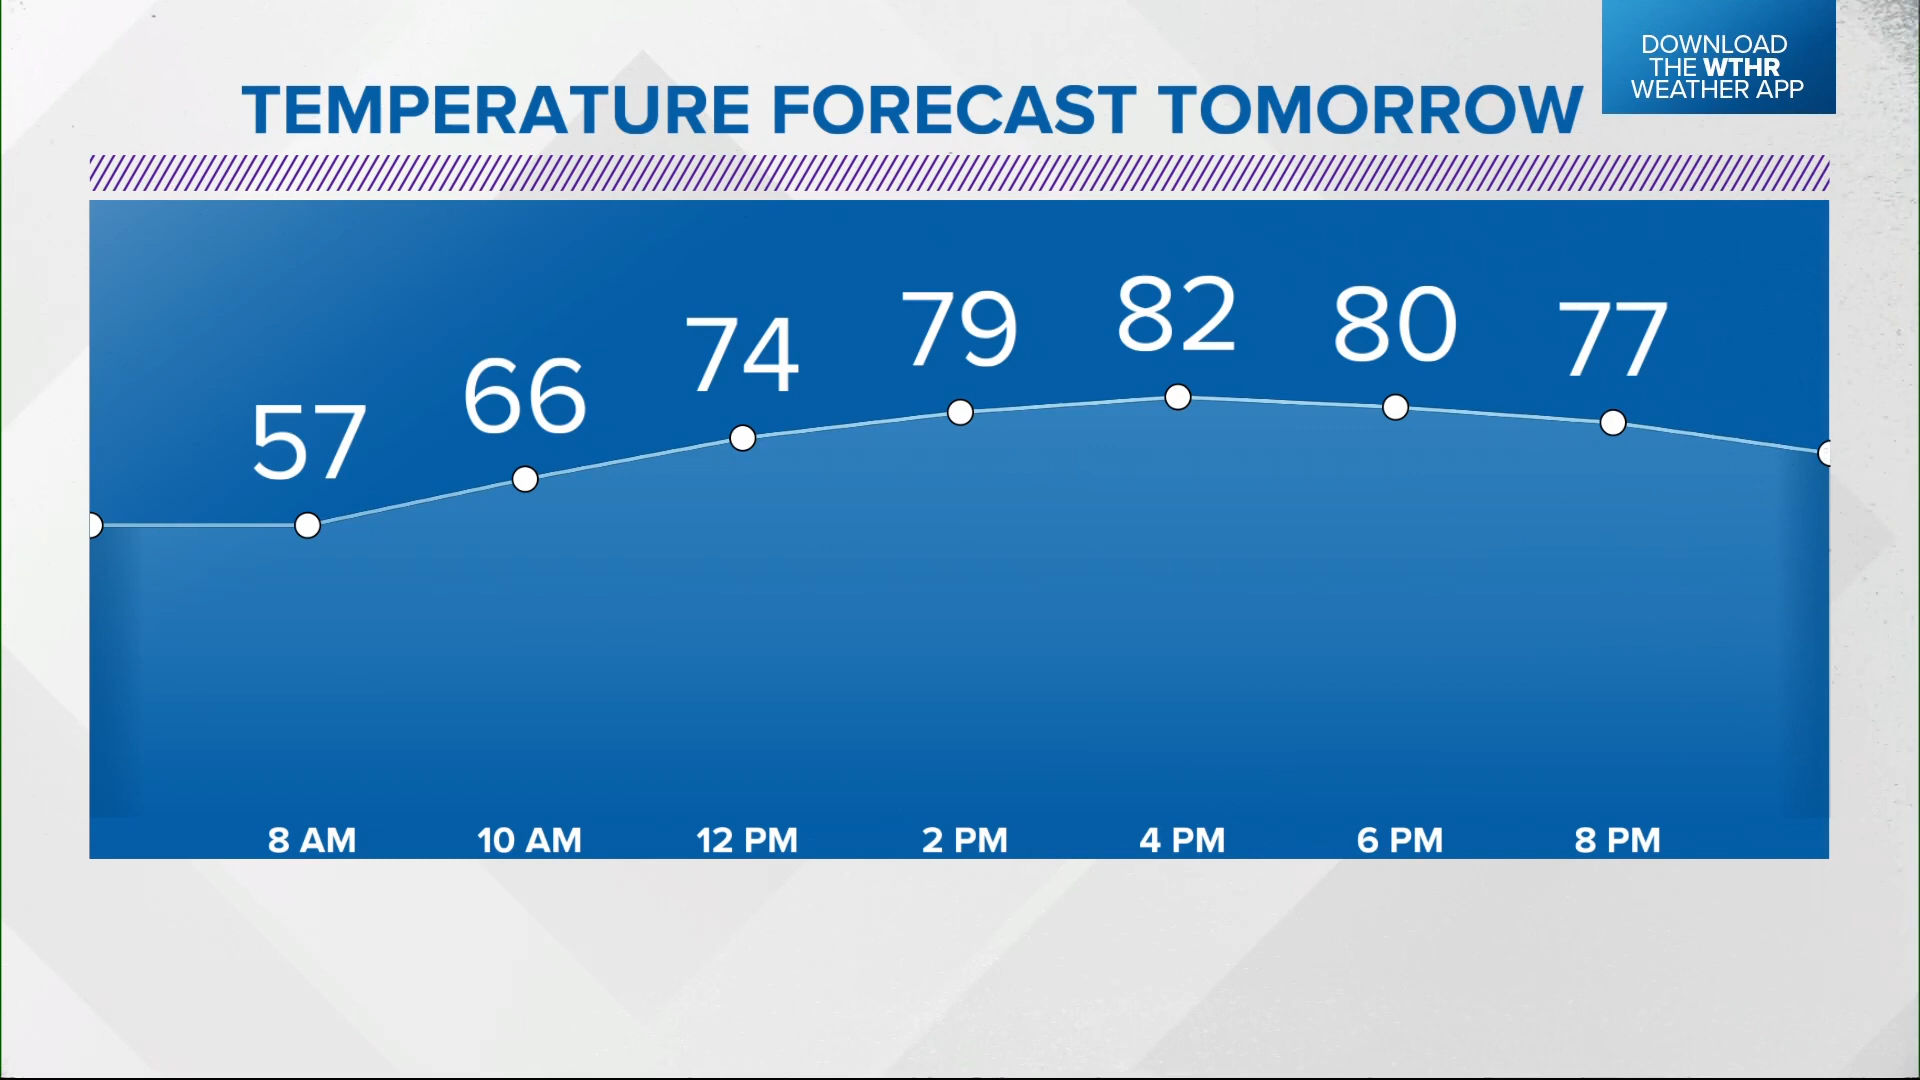 DOWNLOAD
THE WTHR
WEATHER APP
TEMPERATURE FORECAST TOMORROW
57
66
74
79
82
80
77
8 AM
10 AM
12 PM
2 PM
4 PM
6 PM
8 PM